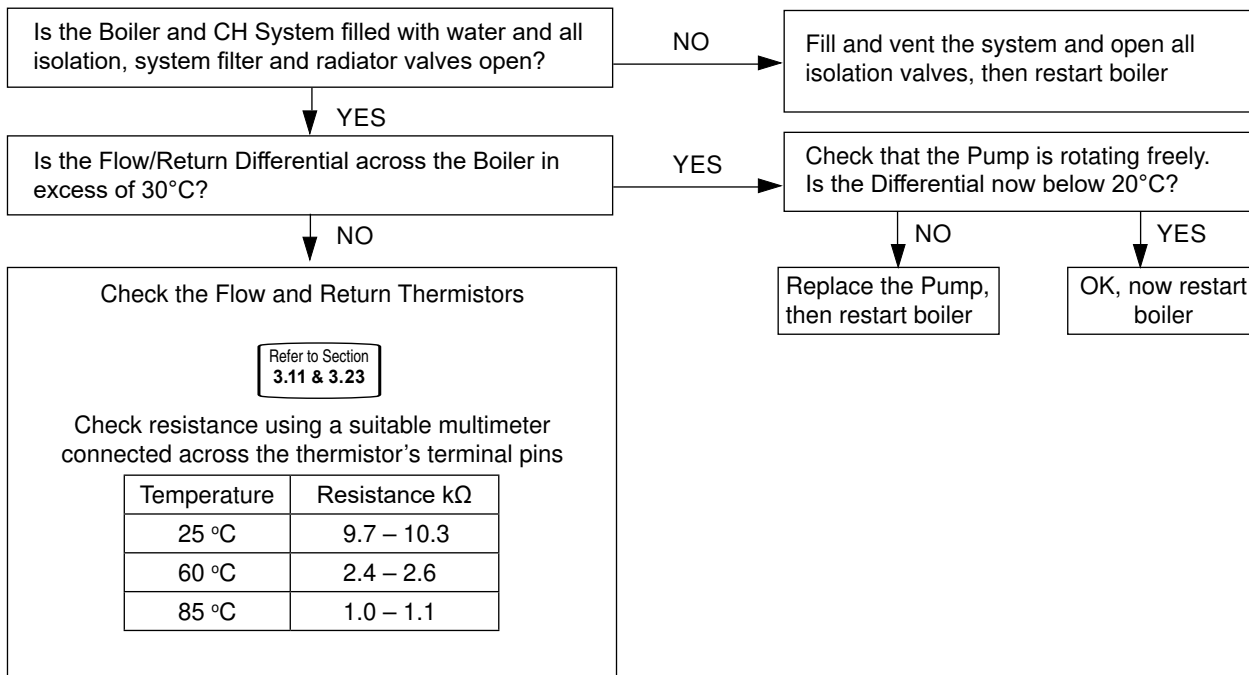 Is the Boiler and CH System filled with water and all
isolation, system filter and radiator valves open?
NO
Fill and vent the system and open all
isolation valves, then restart boiler
YES
Is the Flow/Return Differential across the Boiler in
excess of 30°C?
YES
Check that the Pump is rotating freely.
Is the Differential now below 20°C?
NO
NO
YES
Check the Flow and Return Thermistors
Replace the Pump,
then restart boiler
OK, now restart
boiler
Refer to Section
3.11 & 3.23
Check resistance using a suitable multimeter
connected across the thermistor's terminal pins
Temperature Resistance kΩ
25 °C 9.7 – 10.3
60 °C 2.4 – 2.6
85 °C 1.0 – 1.1